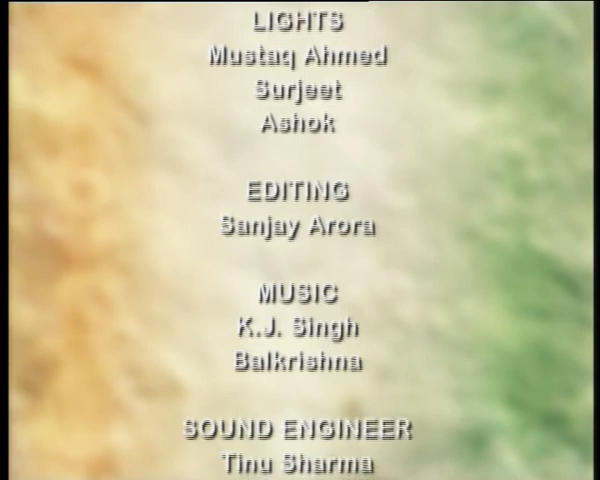 LIGHTS
Mustaq Ahmed
Surjeet
Ashok
EDITING
Sanjay Arora
MUSIC
K.J. Singh
Balkrishna
SOUND ENGINEER
Tinu Sharma